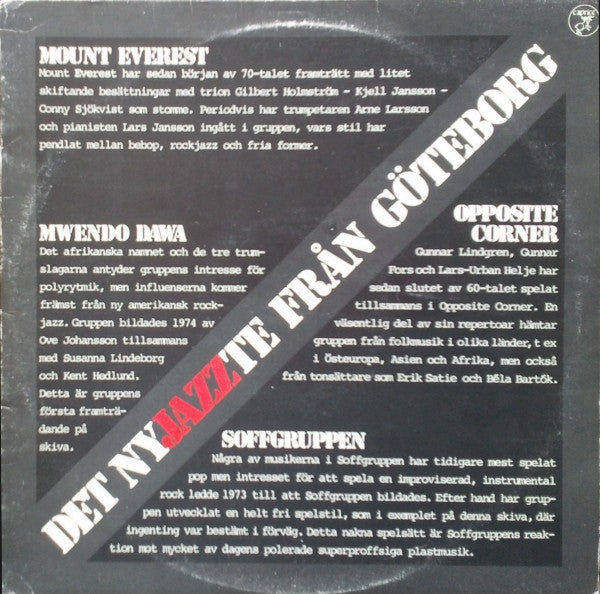 caprice
MOUNT EVEREST
Mount Everest har sedan början av 70-talet framträtt med litet
skiftande besättningar med trion Gilbert Holmström - Kjell Jansson -
Conny Sjökvist som stomme. Periodvis har trumpetaren Arne Larsson
och pianisten Lars Jansson ingått i gruppen, vars stil har
pendlat mellan bebop, rockjazz och fria former.
DET NYJAZZTE FRÅN GÖTEBORG
MWENDO DAWA
Det afrikanska namnet och de tre trum-
slagarna antyder gruppens intresse för
polyrytmik, men influenserna kommer
främst från ny amerikansk rock-
jazz. Gruppen bildades 1974 av
Ove Johansson tillsammans
med Susanna Lindeborg
och Kent Hedlund.
Detta är gruppens
första framträ-
dande på
skiva.
OPPOSITE
CORNER
Gunnar Lindgren, Gunnar
Fors och Lars-Urban Helje har
sedan slutet av 60-talet spelat
tillsammans i Opposite Corner. En
väsentlig del av sin repertoar hämtar
gruppen från folkmusik i olika länder, t ex
i Östeuropa, Asien och Afrika, men också
från tonsättare som Erik Satie och Béla Bartók.
SOFFGRUPPEN
Några av musikerna i Soffgruppen har tidigare mest spelat
pop men intresset för att spela en improviserad, instrumental
rock ledde 1973 till att Soffgruppen bildades. Efter hand har grup-
pen utvecklat en helt fri spelstil, som i exemplet på denna skiva, där
ingenting var bestämt i förväg. Detta nakna spelsätt är Soffgruppens reak-
tion mot mycket av dagens polerade superproffsiga plastmusik.